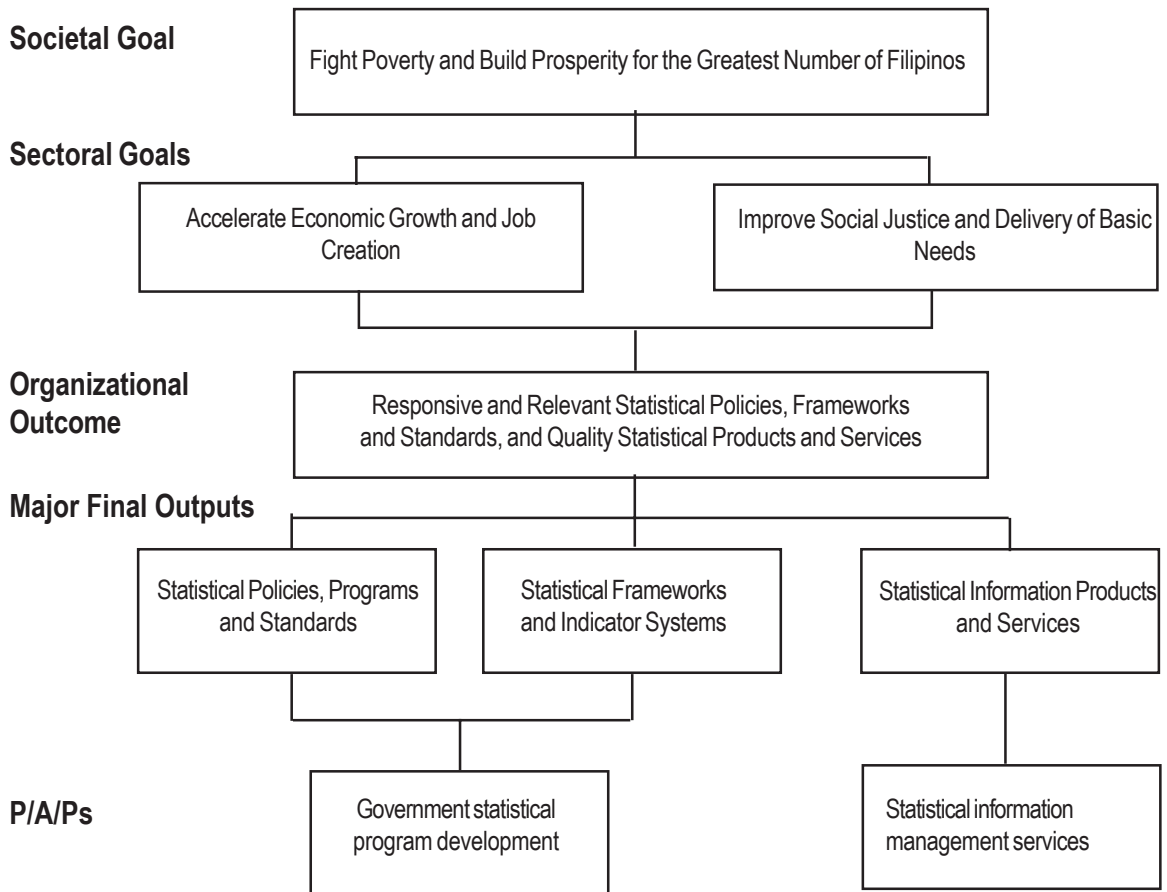 Societal Goal
Fight Poverty and Build Prosperity for the Greatest Number of Filipinos
Sectoral Goals
Accelerate Economic Growth and Job
Creation
Improve Social Justice and Delivery of Basic
Needs
Organizational
Outcome
Responsive and Relevant Statistical Policies, Frameworks
and Standards, and Quality Statistical Products and Services
Major Final Outputs
Statistical Policies, Programs
and Standards
Statistical Frameworks
and Indicator Systems
Statistical Information Products
and Services
P/A/Ps
Government statistical
program development
Statistical information
management services